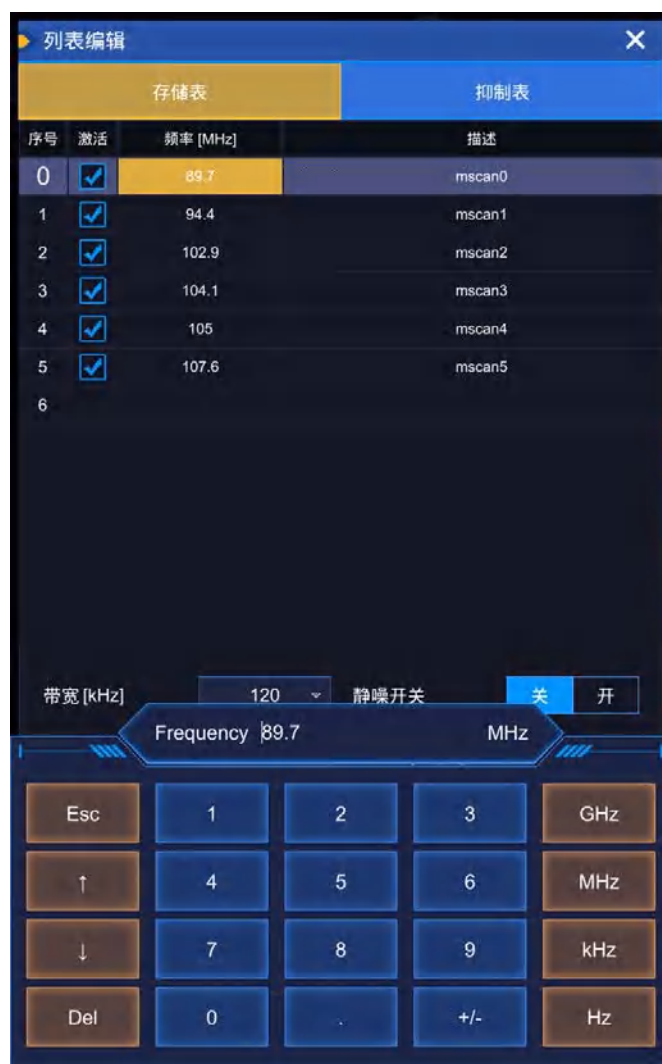 列表编辑 ×
存储表 抑制表
序号 激活 频率 [MHz] 描述
0 89.7 mscan0
1 94.4 mscan1
2 102.9 mscan2
3 104.1 mscan3
4 105 mscan4
5 107.6 mscan5
6
带宽 [kHz] 120 静噪开关 关 开
Frequency 89.7 MHz
Esc 1 2 3 GHz
↑ 4 5 6 MHz
↓ 7 8 9 kHz
Del 0 . +/- Hz